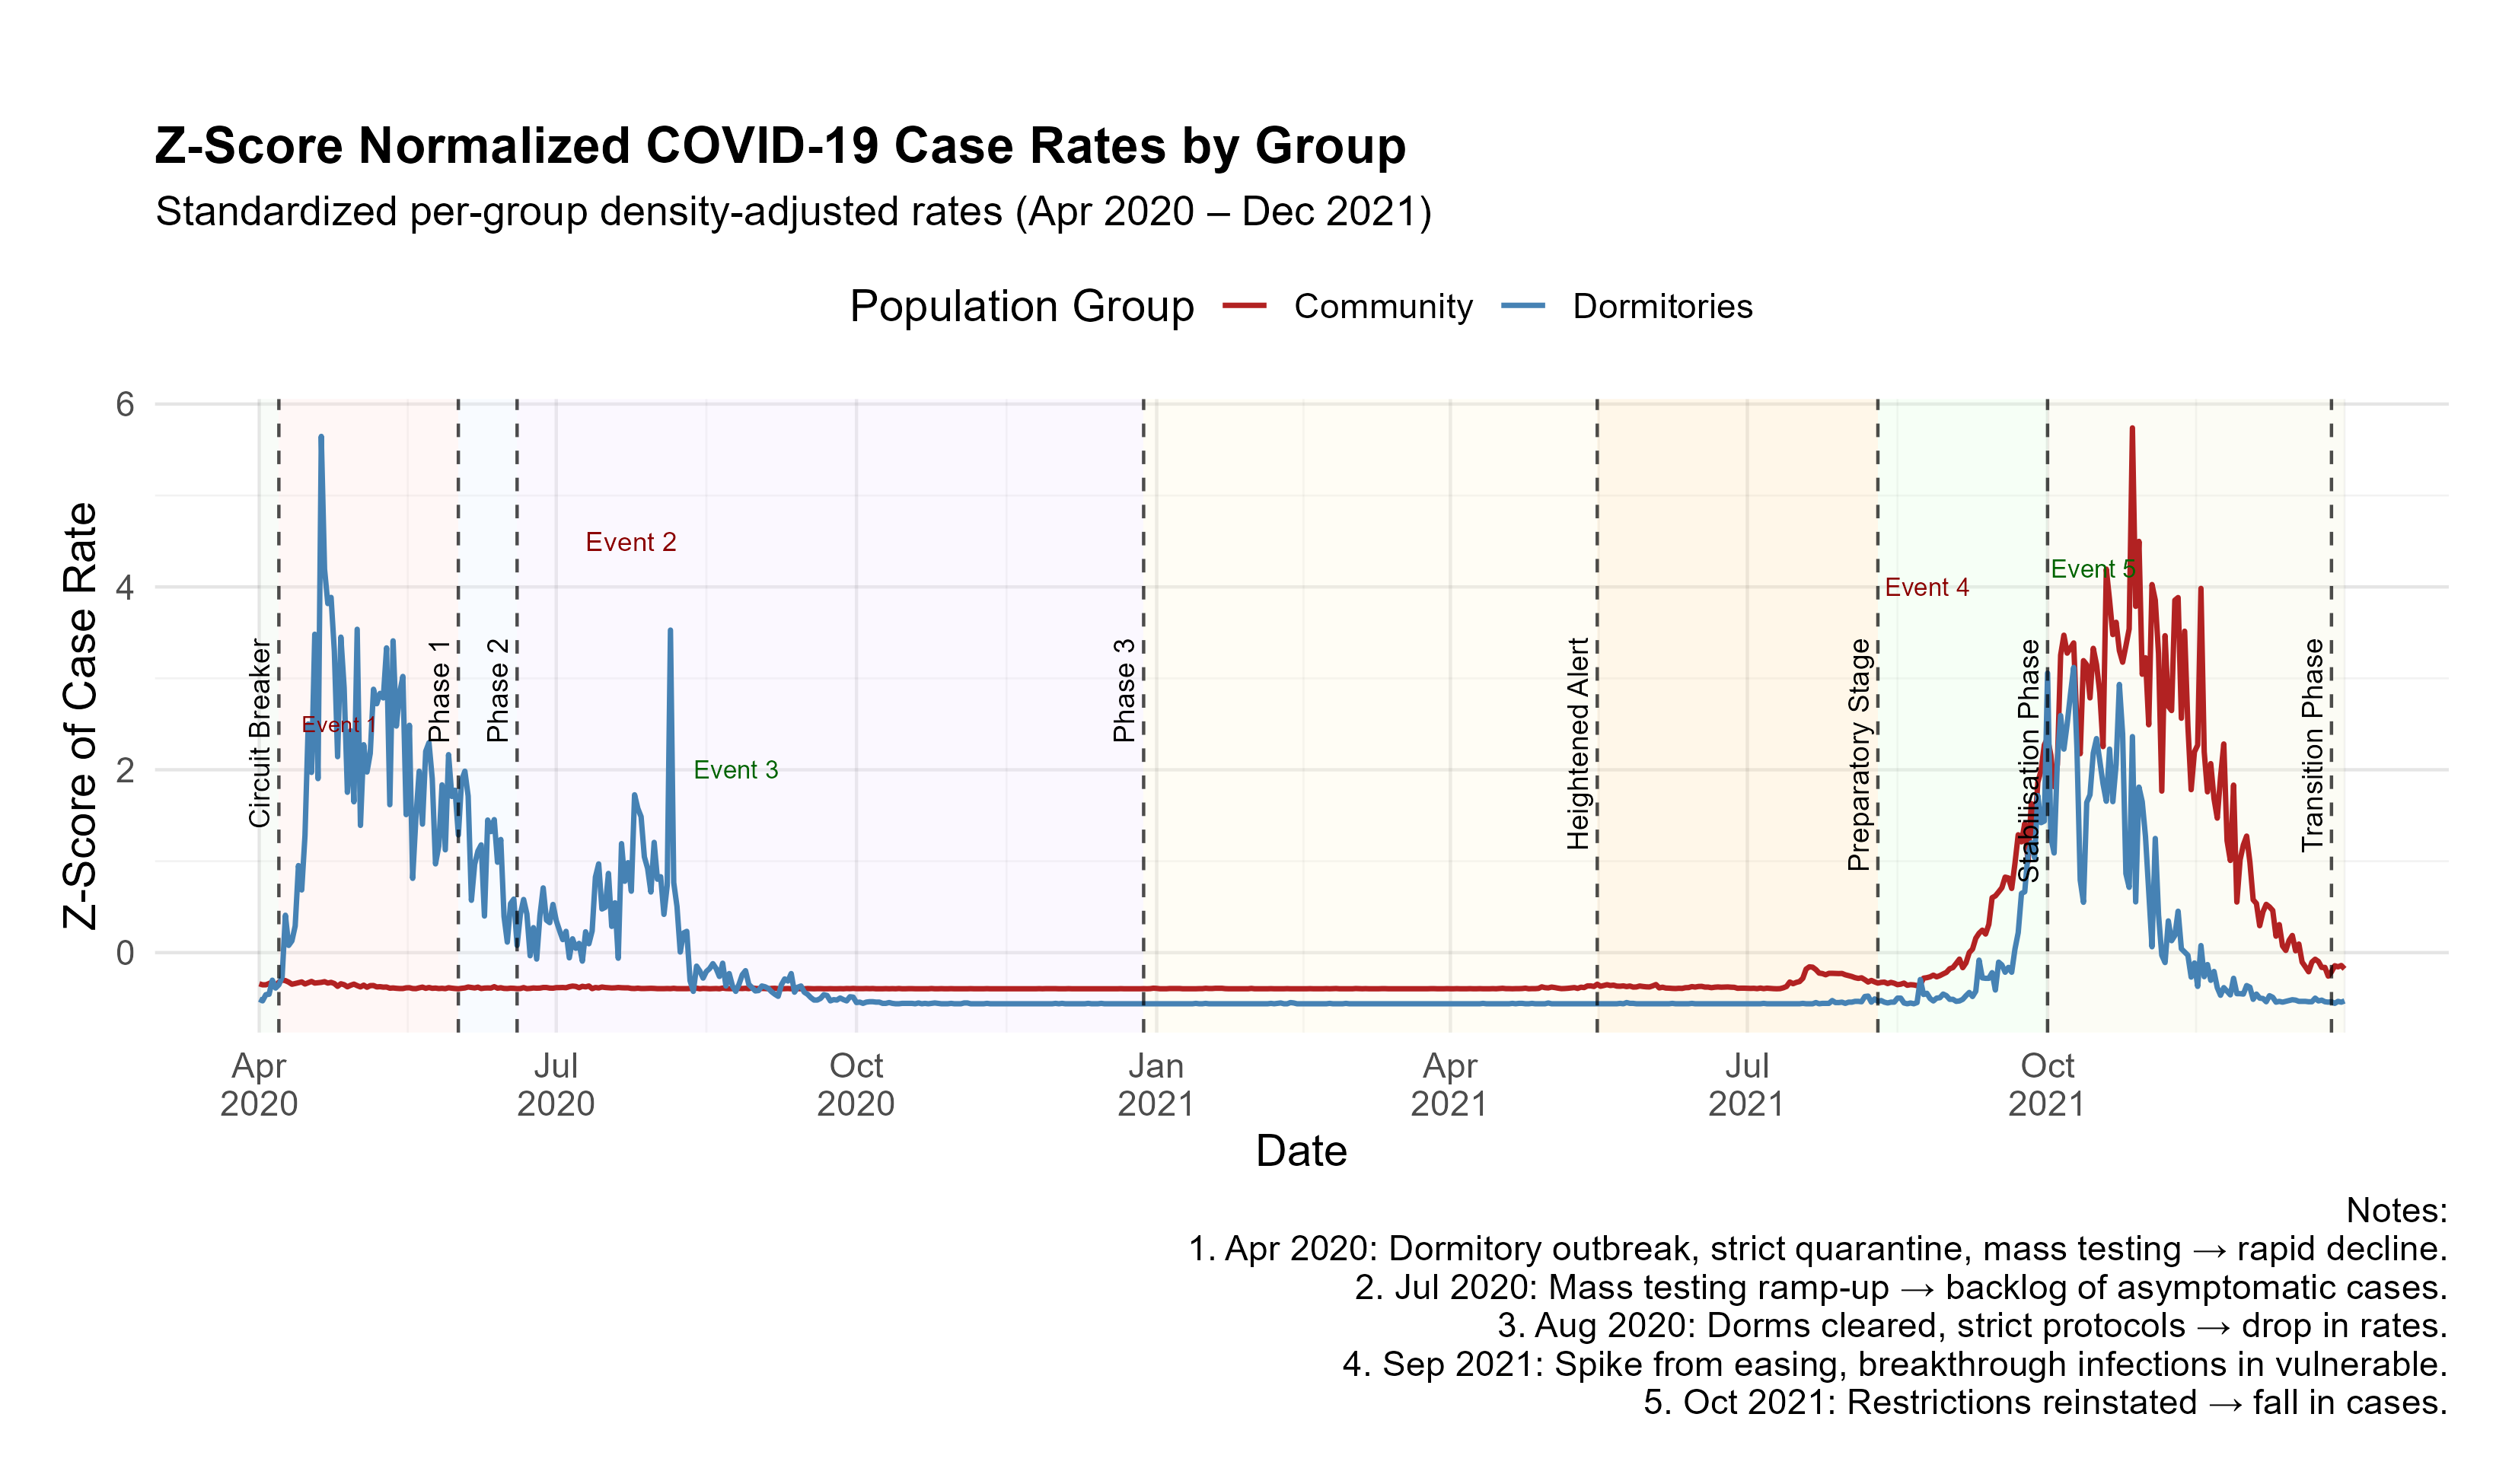 Z-Score Normalized COVID-19 Case Rates by Group
Standardized per-group density-adjusted rates (Apr 2020 – Dec 2021)
Population Group
Community
Dormitories
Z-Score of Case Rate
6
4
2
0
Circuit Breaker
Event 1
Phase 1
Phase 2
Event 2
Event 3
Phase 3
Heightened Alert
Preparatory Stage
Event 4
Stabilisation Phase
Event 5
Transition Phase
Apr
2020
Jul
2020
Oct
2020
Jan
2021
Apr
2021
Jul
2021
Oct
2021
Date
Notes:
1. Apr 2020: Dormitory outbreak, strict quarantine, mass testing → rapid decline.
2. Jul 2020: Mass testing ramp-up → backlog of asymptomatic cases.
3. Aug 2020: Dorms cleared, strict protocols → drop in rates.
4. Sep 2021: Spike from easing, breakthrough infections in vulnerable.
5. Oct 2021: Restrictions reinstated → fall in cases.